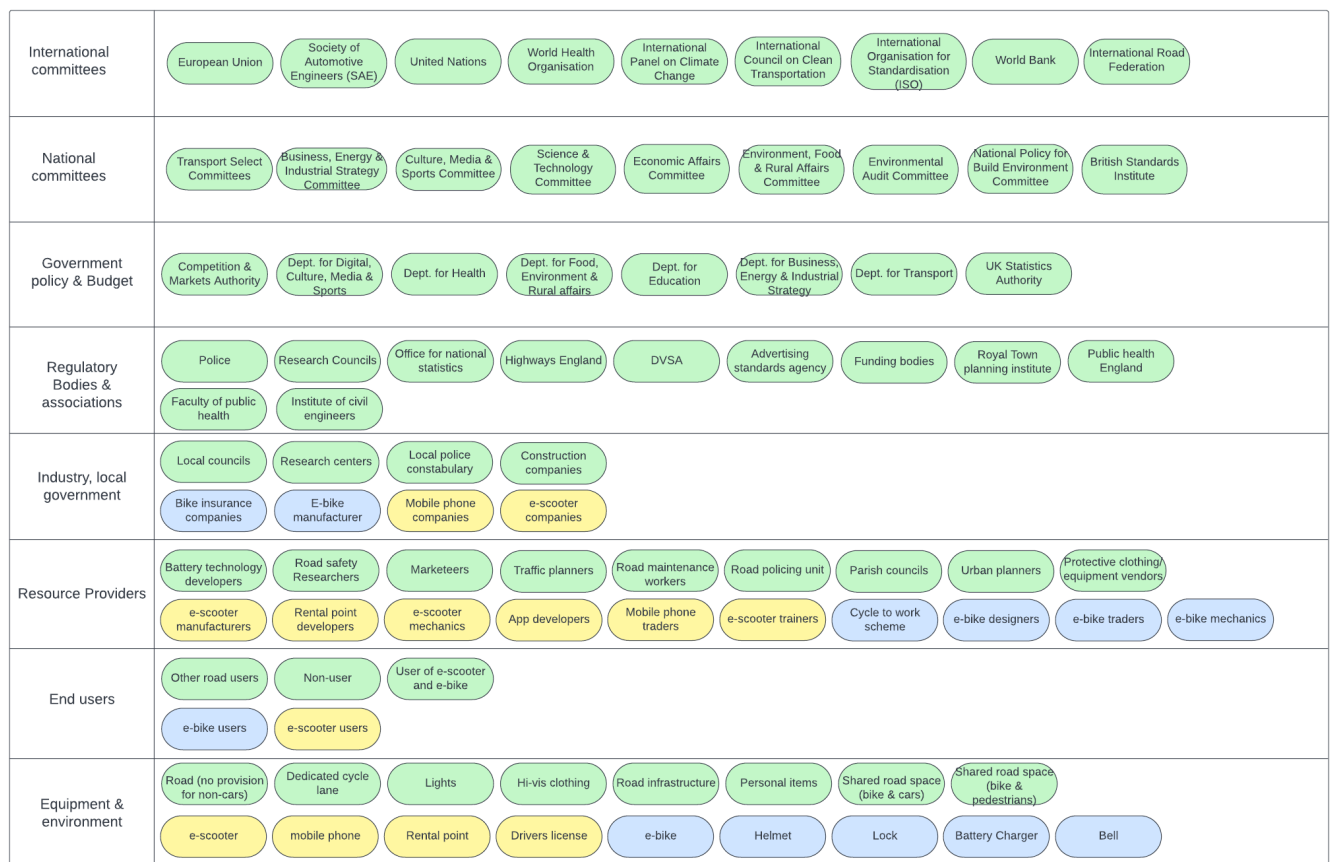 International
committees
European Union
Society of
Automotive
Engineers (SAE)
United Nations
World Health
Organisation
International
Panel on Climate
Change
International
Council on Clean
Transportation
International
Organisation for
Standardisation
(ISO)
World Bank
International Road
Federation
National
committees
Transport Select
Committees
Business, Energy &
Industrial Strategy
Committee
Culture, Media &
Sports Committee
Science &
Technology
Committee
Economic Affairs
Committee
Environment, Food
& Rural Affairs
Committee
Environmental
Audit Committee
National Policy for
Build Environment
Committee
British Standards
Institute
Government
policy & Budget
Competition &
Markets Authority
Dept. for Digital,
Culture, Media &
Sports
Dept. for Health
Dept. for Food,
Environment &
Rural affairs
Dept. for
Education
Dept. for Business,
Energy & Industrial
Strategy
Dept. for Transport
UK Statistics
Authority
Regulatory
Bodies &
associations
Police
Research Councils
Office for national
statistics
Highways England
DVSA
Advertising
standards agency
Funding bodies
Royal Town
planning institute
Public health
England
Faculty of public
health
Institute of civil
engineers
Industry, local
government
Local councils
Research centers
Local police
constabulary
Construction
companies
Bike insurance
companies
E-bike
manufacturer
Mobile phone
companies
e-scooter
companies
Resource Providers
Battery technology
developers
Road safety
Researchers
Marketeers
Traffic planners
Road maintenance
workers
Road policing unit
Parish councils
Urban planners
Protective clothing/
equipment vendors
e-scooter
manufacturers
Rental point
developers
e-scooter
mechanics
App developers
Mobile phone
traders
e-scooter trainers
Cycle to work
scheme
e-bike designers
e-bike traders
e-bike mechanics
End users
Other road users
Non-user
User of e-scooter
and e-bike
e-bike users
e-scooter users
Equipment &
environment
Road (no provision
for non-cars)
Dedicated cycle
lane
Lights
Hi-vis clothing
Road infrastructure
Personal items
Shared road space
(bike & cars)
Shared road space
(bike &
pedestrians)
e-scooter
mobile phone
Rental point
Drivers license
e-bike
Helmet
Lock
Battery Charger
Bell